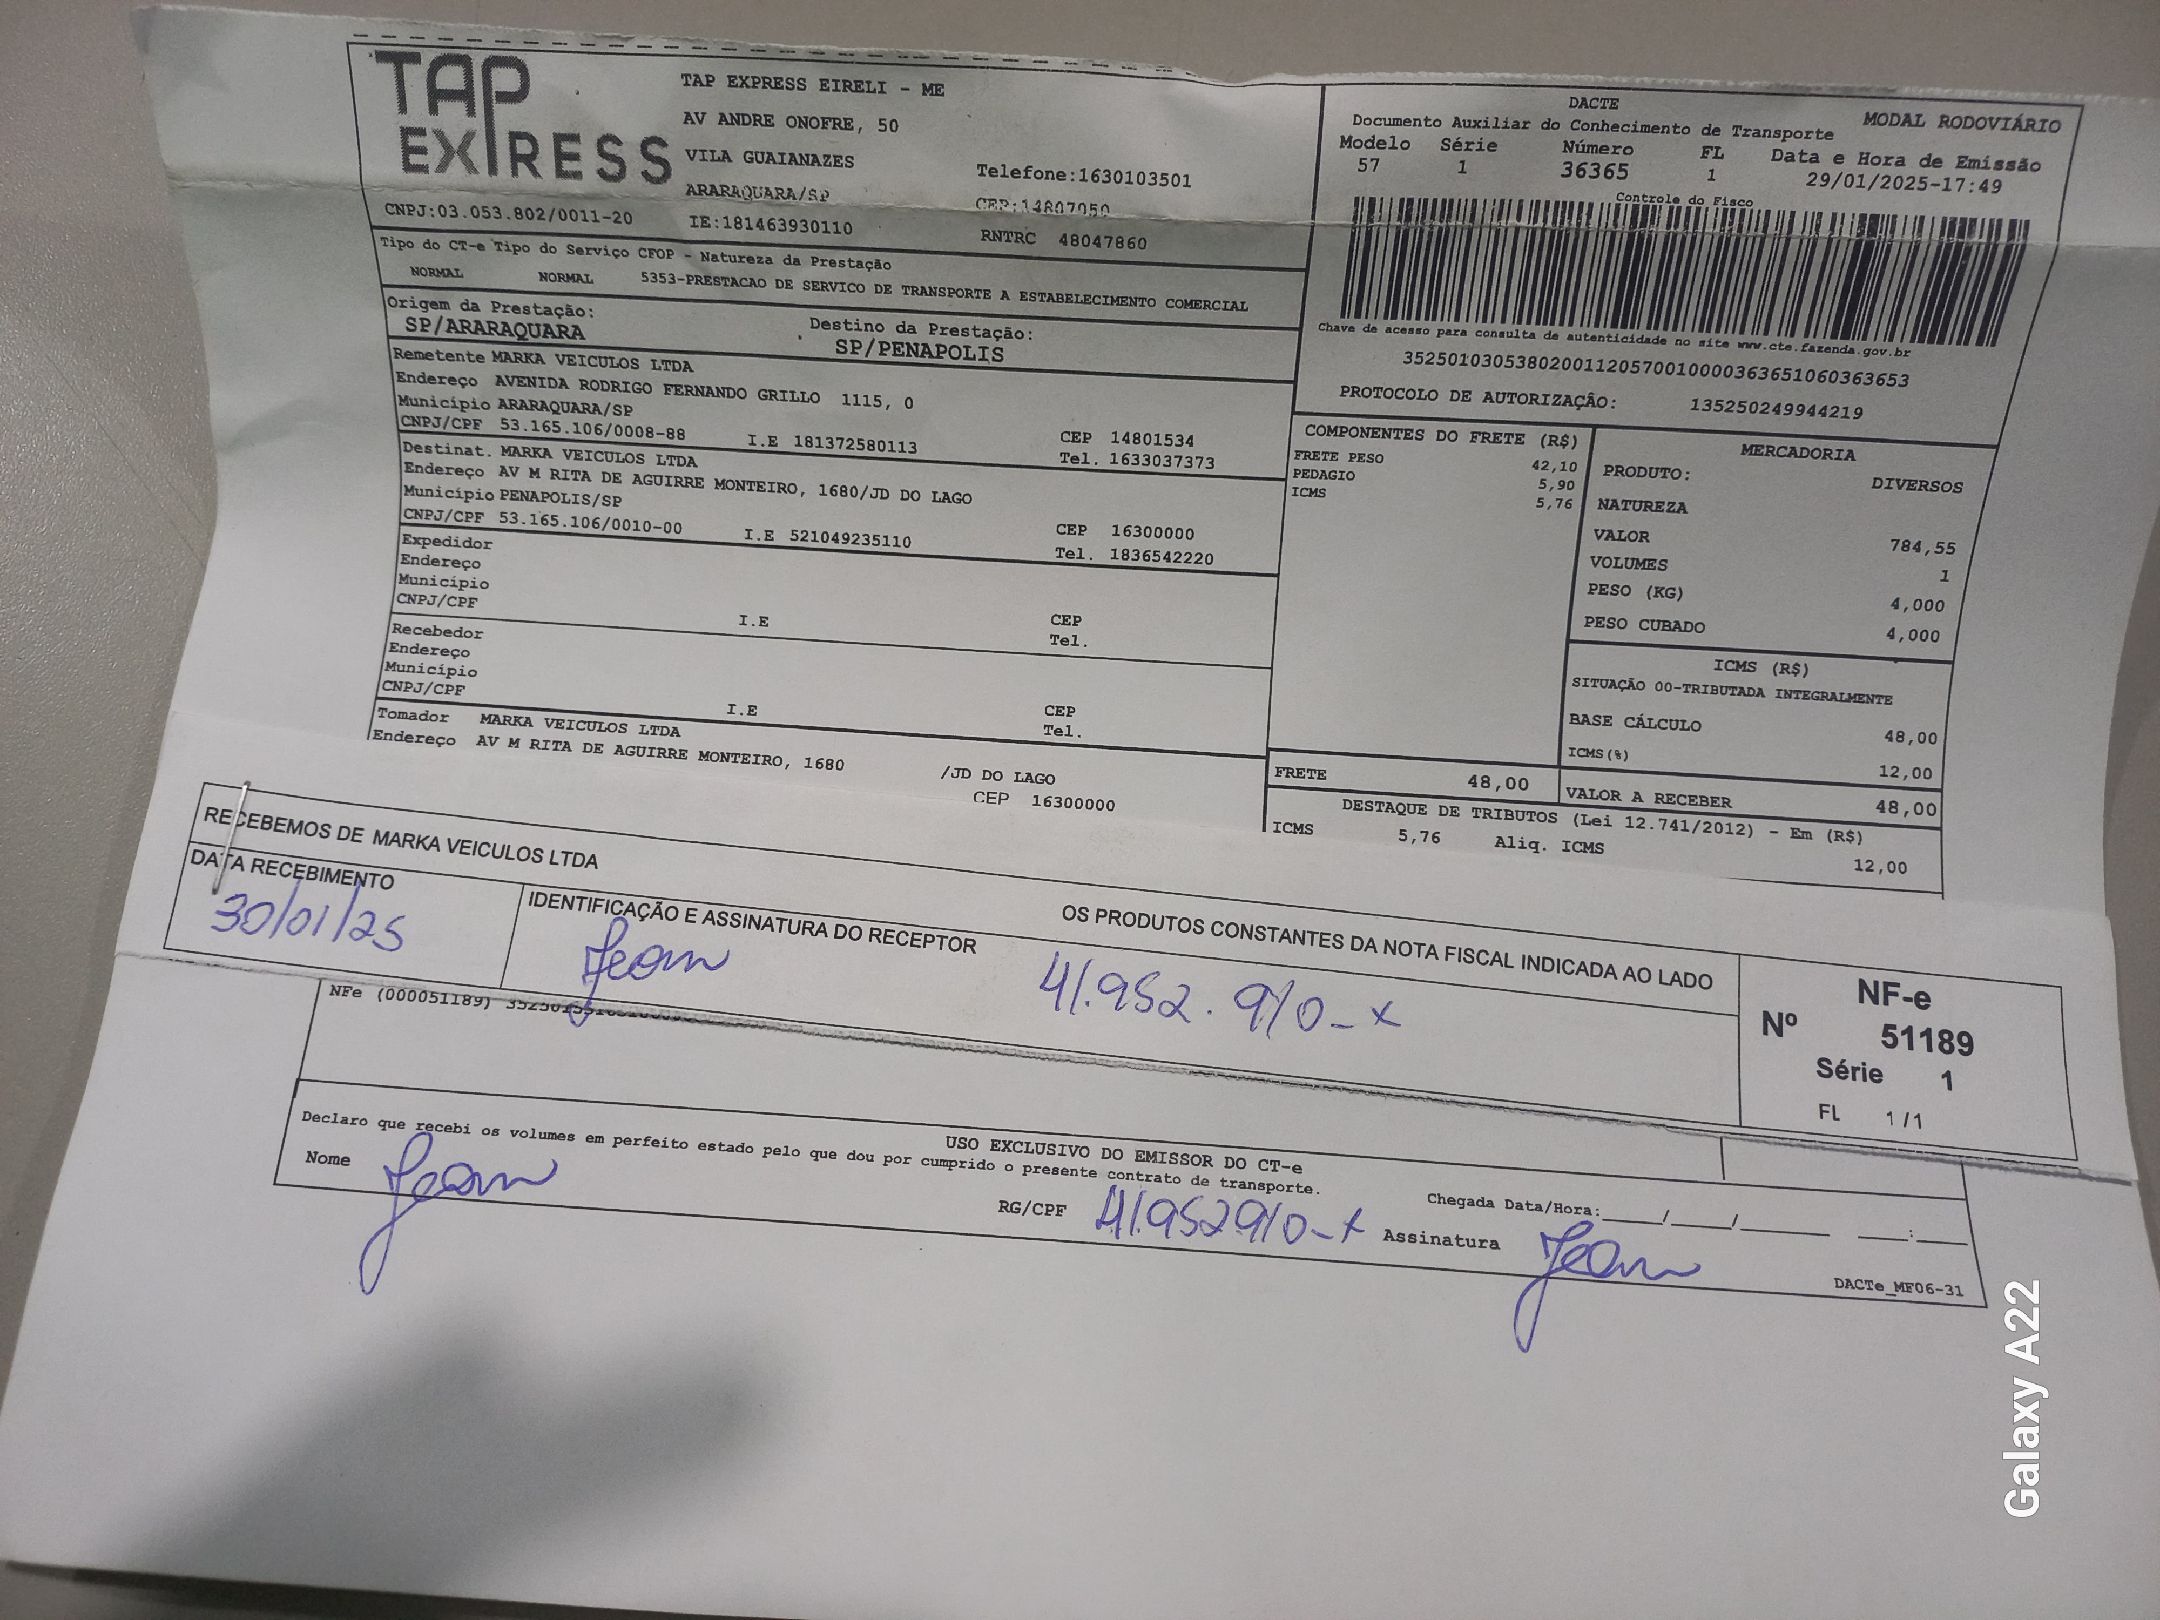 TAP
EXPRESS
TAP EXPRESS EIRELI - ME
AV ANDRE ONOFRE, 50
VILA GUAIANAZES
Telefone:1630103501
ARARAQUARA/SP
CEP:14807050
CNPJ:03.053.802/0011-20 IE:181463930110 RNTRC 48047860
DACTE
MODAL RODOVIÁRIO
Documento Auxiliar do Conhecimento de Transporte
Modelo Série Número FL Data e Hora de Emissão
57 1 36365 1 29/01/2025-17:49
Controle do Fisco
Chave de acesso para consulta de autenticidade no site www.cte.fazenda.gov.br
35250103053802001120570010000363651060363653
PROTOCOLO DE AUTORIZAÇÃO: 135250249944219
Tipo do CT-e Tipo do Serviço CFOP - Natureza da Prestação
NORMAL NORMAL 5353-PRESTACAO DE SERVICO DE TRANSPORTE A ESTABELECIMENTO COMERCIAL
Origem da Prestação: Destino da Prestação:
SP/ARARAQUARA SP/PENAPOLIS
Remetente MARKA VEICULOS LTDA
Endereço AVENIDA RODRIGO FERNANDO GRILLO 1115, 0
Município ARARAQUARA/SP CEP 14801534
CNPJ/CPF 53.165.106/0008-88 I.E 181372580113 Tel. 1633037373
Destinat. MARKA VEICULOS LTDA
Endereço AV M RITA DE AGUIRRE MONTEIRO, 1680/JD DO LAGO
Município PENAPOLIS/SP CEP 16300000
CNPJ/CPF 53.165.106/0010-00 I.E 521049235110 Tel. 1836542220
Expedidor
Endereço
Município CEP
CNPJ/CPF I.E Tel.
Recebedor
Endereço
Município CEP
CNPJ/CPF I.E Tel.
Tomador MARKA VEICULOS LTDA
Endereço AV M RITA DE AGUIRRE MONTEIRO, 1680 /JD DO LAGO
CEP 16300000
COMPONENTES DO FRETE (R$)
FRETE PESO 42,10
PEDAGIO 5,90
ICMS 5,76
MERCADORIA
PRODUTO: DIVERSOS
NATUREZA
VALOR 784,55
VOLUMES 1
PESO (KG) 4,000
PESO CUBADO 4,000
ICMS (R$)
SITUAÇÃO 00-TRIBUTADA INTEGRALMENTE
BASE CÁLCULO 48,00
ICMS(%) 12,00
FRETE 48,00 VALOR A RECEBER 48,00
DESTAQUE DE TRIBUTOS (Lei 12.741/2012) - Em (R$)
ICMS 5,76 Aliq. ICMS 12,00
RECEBEMOS DE MARKA VEICULOS LTDA OS PRODUTOS CONSTANTES DA NOTA FISCAL INDICADA AO LADO
DATA RECEBIMENTO IDENTIFICAÇÃO E ASSINATURA DO RECEPTOR
30/01/25 Jean 41.952.910-x
NF-e
Nº 51189
Série 1
FL 1 /1
NFe (000051189)
USO EXCLUSIVO DO EMISSOR DO CT-e
Declaro que recebi os volumes em perfeito estado pelo que dou por cumprido o presente contrato de transporte.
Nome Jean RG/CPF 41.952910-x Chegada Data/Hora:____/____/______ ____:____
Assinatura Jean
DACTe_MF06-31
Galaxy A22